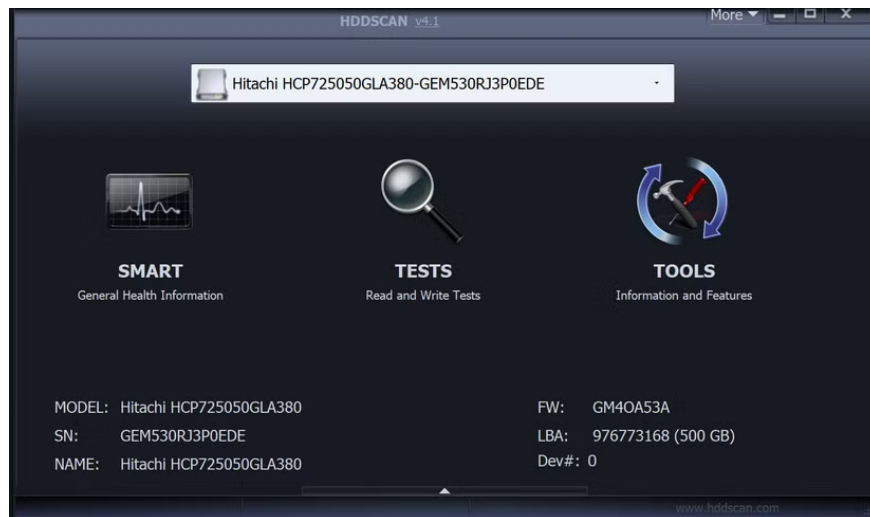 HDDSCAN v4.1
More
Hitachi HCP725050GLA380-GEM530RJ3P0EDE
SMART
General Health Information
TESTS
Read and Write Tests
TOOLS
Information and Features
MODEL: Hitachi HCP725050GLA380
SN: GEM530RJ3P0EDE
NAME: Hitachi HCP725050GLA380
FW: GM4OA53A
LBA: 976773168 (500 GB)
Dev#: 0
www.hddscan.com